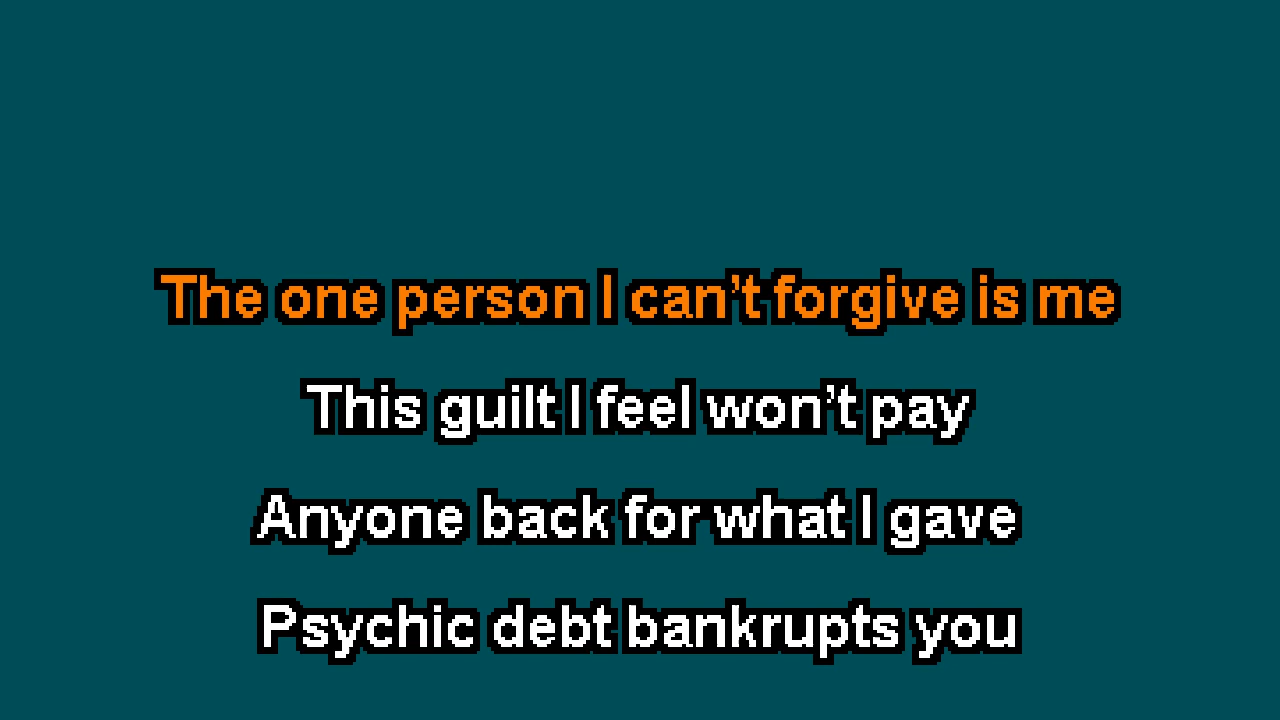 The one person I can't forgive is me
This guilt I feel won't pay
Anyone back for what I gave
Psychic debt bankrupts you